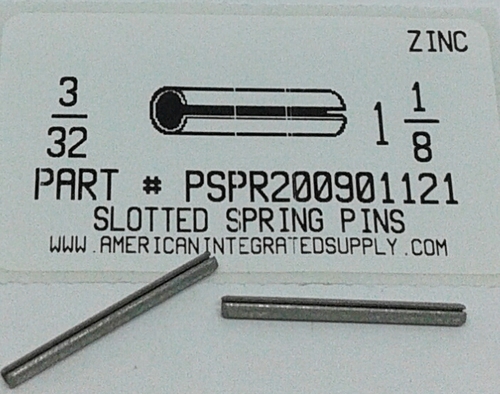 ZINC
3/32
1 1/8
PART # PSPR200901121
SLOTTED SPRING PINS
WWW.AMERICANINTEGRATEDSUPPLY.COM